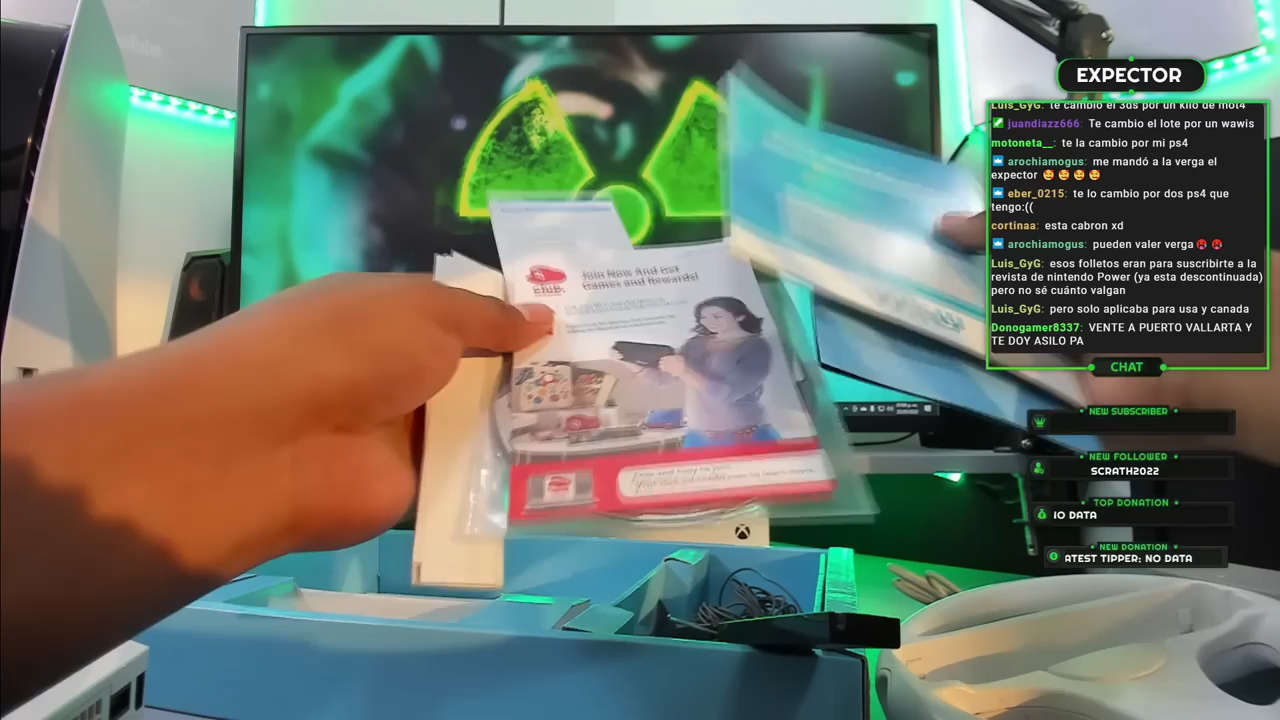 EXPECTOR
Luis_GyG: te cambio el 3ds por un kilo de mot4
juandiazz666: Te cambio el lote por un wawis
motoneta__: te la cambio por mi ps4
arochiamogus: me mandó a la verga el
expector
eber_0215: te lo cambio por dos ps4 que
tengo:((
cortinaa: esta cabron xd
arochiamogus: pueden valer verga
Luis_GyG: esos folletos eran para suscribirte a la
revista de nintendo Power (ya esta descontinuada)
pero no sé cuánto valgan
Luis_GyG: pero solo aplicaba para usa y canada
Donogamer8337: VENTE A PUERTO VALLARTA Y
TE DOY ASILO PA
CHAT
NEW SUBSCRIBER
NEW FOLLOWER
SCRATH2022
TOP DONATION
IO DATA
NEW DONATION
ATEST TIPPER: NO DATA
Club
Join Now And Get
Games and Rewards!